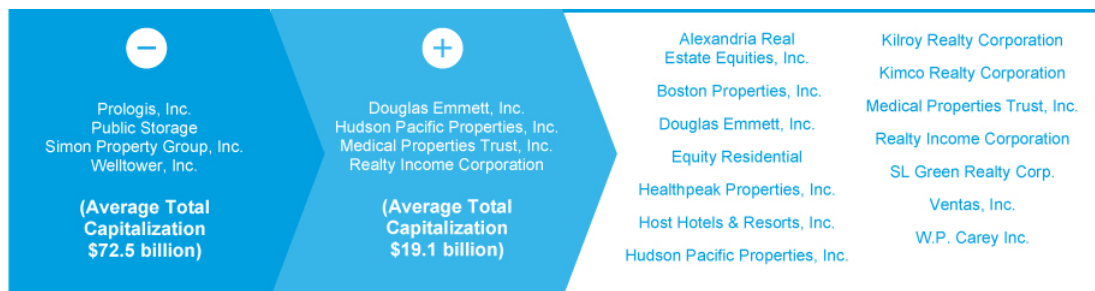 −
Prologis, Inc.
Public Storage
Simon Property Group, Inc.
Welltower, Inc.
(Average Total
Capitalization
$72.5 billion)
+
Douglas Emmett, Inc.
Hudson Pacific Properties, Inc.
Medical Properties Trust, Inc.
Realty Income Corporation
(Average Total
Capitalization
$19.1 billion)
Alexandria Real
Estate Equities, Inc.
Boston Properties, Inc.
Douglas Emmett, Inc.
Equity Residential
Healthpeak Properties, Inc.
Host Hotels & Resorts, Inc.
Hudson Pacific Properties, Inc.
Kilroy Realty Corporation
Kimco Realty Corporation
Medical Properties Trust, Inc.
Realty Income Corporation
SL Green Realty Corp.
Ventas, Inc.
W.P. Carey Inc.